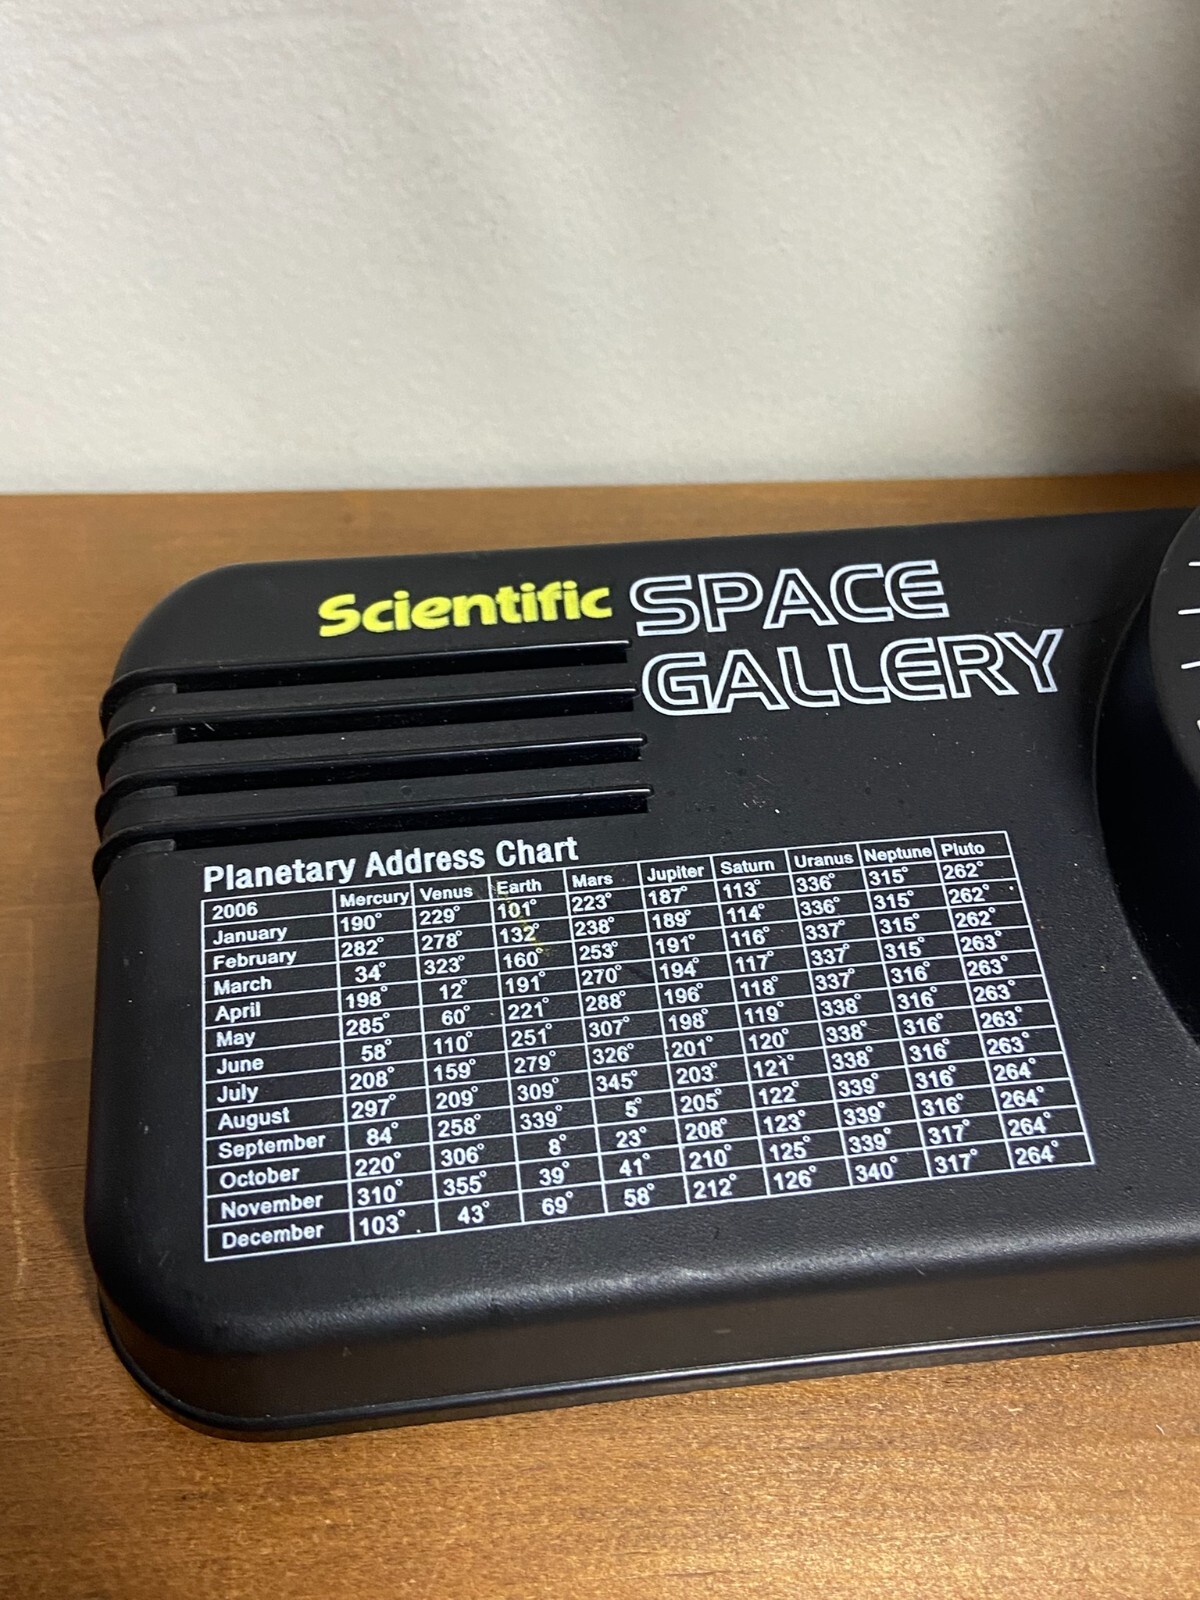 Scientific SPACE
GALLERY
Planetary Address Chart
2006 Mercury Venus Earth Mars Jupiter Saturn Uranus Neptune Pluto
January 190° 229° 101° 223° 187° 113° 336° 315° 262°
February 282° 278° 132° 238° 189° 114° 336° 315° 262°
March 34° 323° 160° 253° 191° 116° 337° 315° 262°
April 198° 12° 191° 270° 194° 117° 337° 315° 263°
May 285° 60° 221° 288° 196° 118° 337° 316° 263°
June 58° 110° 251° 307° 198° 119° 338° 316° 263°
July 208° 159° 279° 326° 201° 120° 338° 316° 263°
August 297° 209° 309° 345° 203° 121° 338° 316° 263°
September 84° 258° 339° 5° 205° 122° 339° 316° 264°
October 220° 306° 8° 23° 208° 123° 339° 316° 264°
November 310° 355° 39° 41° 210° 125° 339° 317° 264°
December 103° 43° 69° 58° 212° 126° 340° 317° 264°